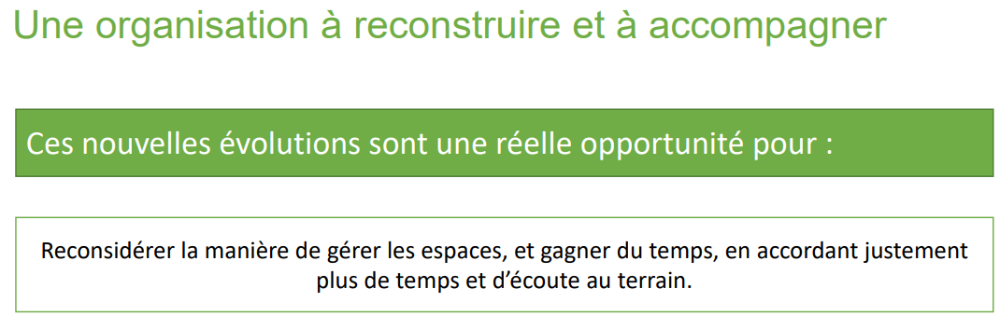 Une organisation à reconstruire et à accompagner
Ces nouvelles évolutions sont une réelle opportunité pour :
Reconsidérer la manière de gérer les espaces, et gagner du temps, en accordant justement
plus de temps et d’écoute au terrain.